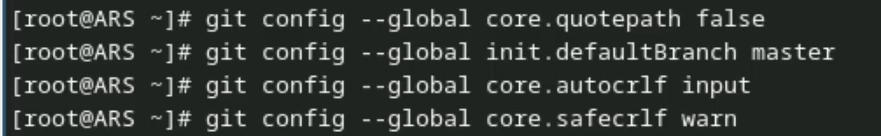 [root@ARS ~]# git config --global core.quotepath false
[root@ARS ~]# git config --global init.defaultBranch master
[root@ARS ~]# git config --global core.autocrlf input
[root@ARS ~]# git config --global core.safecrlf warn